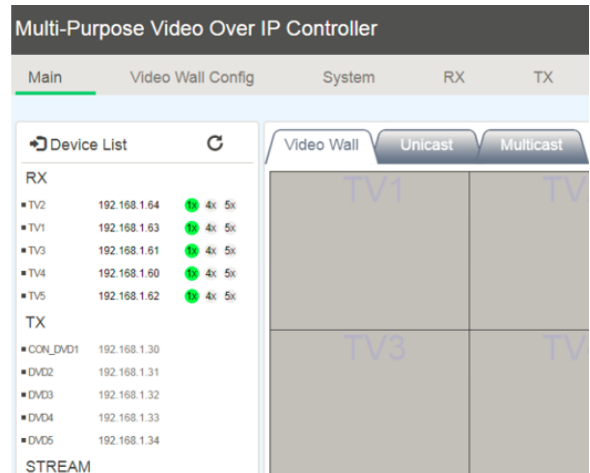 Multi-Purpose Video Over IP Controller
Main Video Wall Config System RX TX
Device List
Video Wall Unicast Multicast
RX
TV2 192.168.1.64 1x 4x 5x
TV1 192.168.1.63 1x 4x 5x
TV3 192.168.1.61 1x 4x 5x
TV4 192.168.1.60 1x 4x 5x
TV5 192.168.1.62 1x 4x 5x
TX
CON_DVD1 192.168.1.30
DVD2 192.168.1.31
DVD3 192.168.1.32
DVD4 192.168.1.33
DVD5 192.168.1.34
STREAM
TV1 TV
TV3 TV